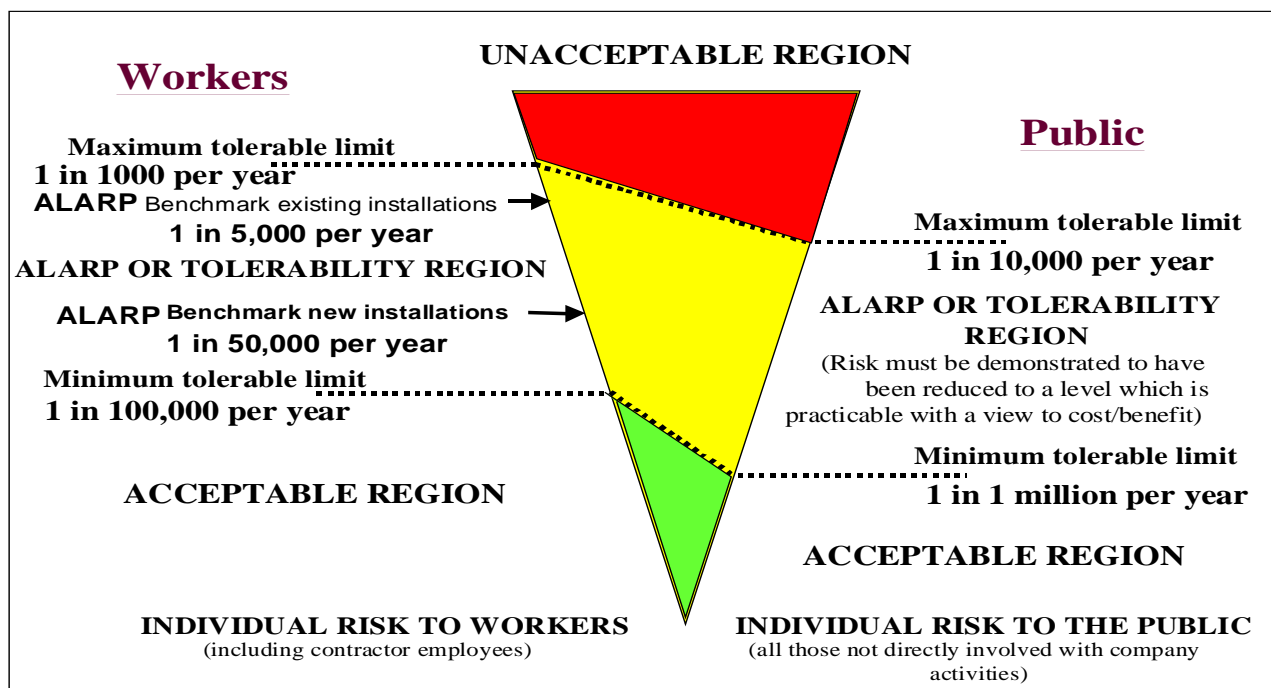 UNACCEPTABLE REGION
Workers
Maximum tolerable limit
1 in 1000 per year
ALARP Benchmark existing installations
1 in 5,000 per year
ALARP OR TOLERABILITY REGION
ALARP Benchmark new installations
1 in 50,000 per year
Minimum tolerable limit
1 in 100,000 per year
ACCEPTABLE REGION
INDIVIDUAL RISK TO WORKERS
(including contractor employees)
Public
Maximum tolerable limit
1 in 10,000 per year
ALARP OR TOLERABILITY
REGION
(Risk must be demonstrated to have
been reduced to a level which is
practicable with a view to cost/benefit)
Minimum tolerable limit
1 in 1 million per year
ACCEPTABLE REGION
INDIVIDUAL RISK TO THE PUBLIC
(all those not directly involved with company
activities)